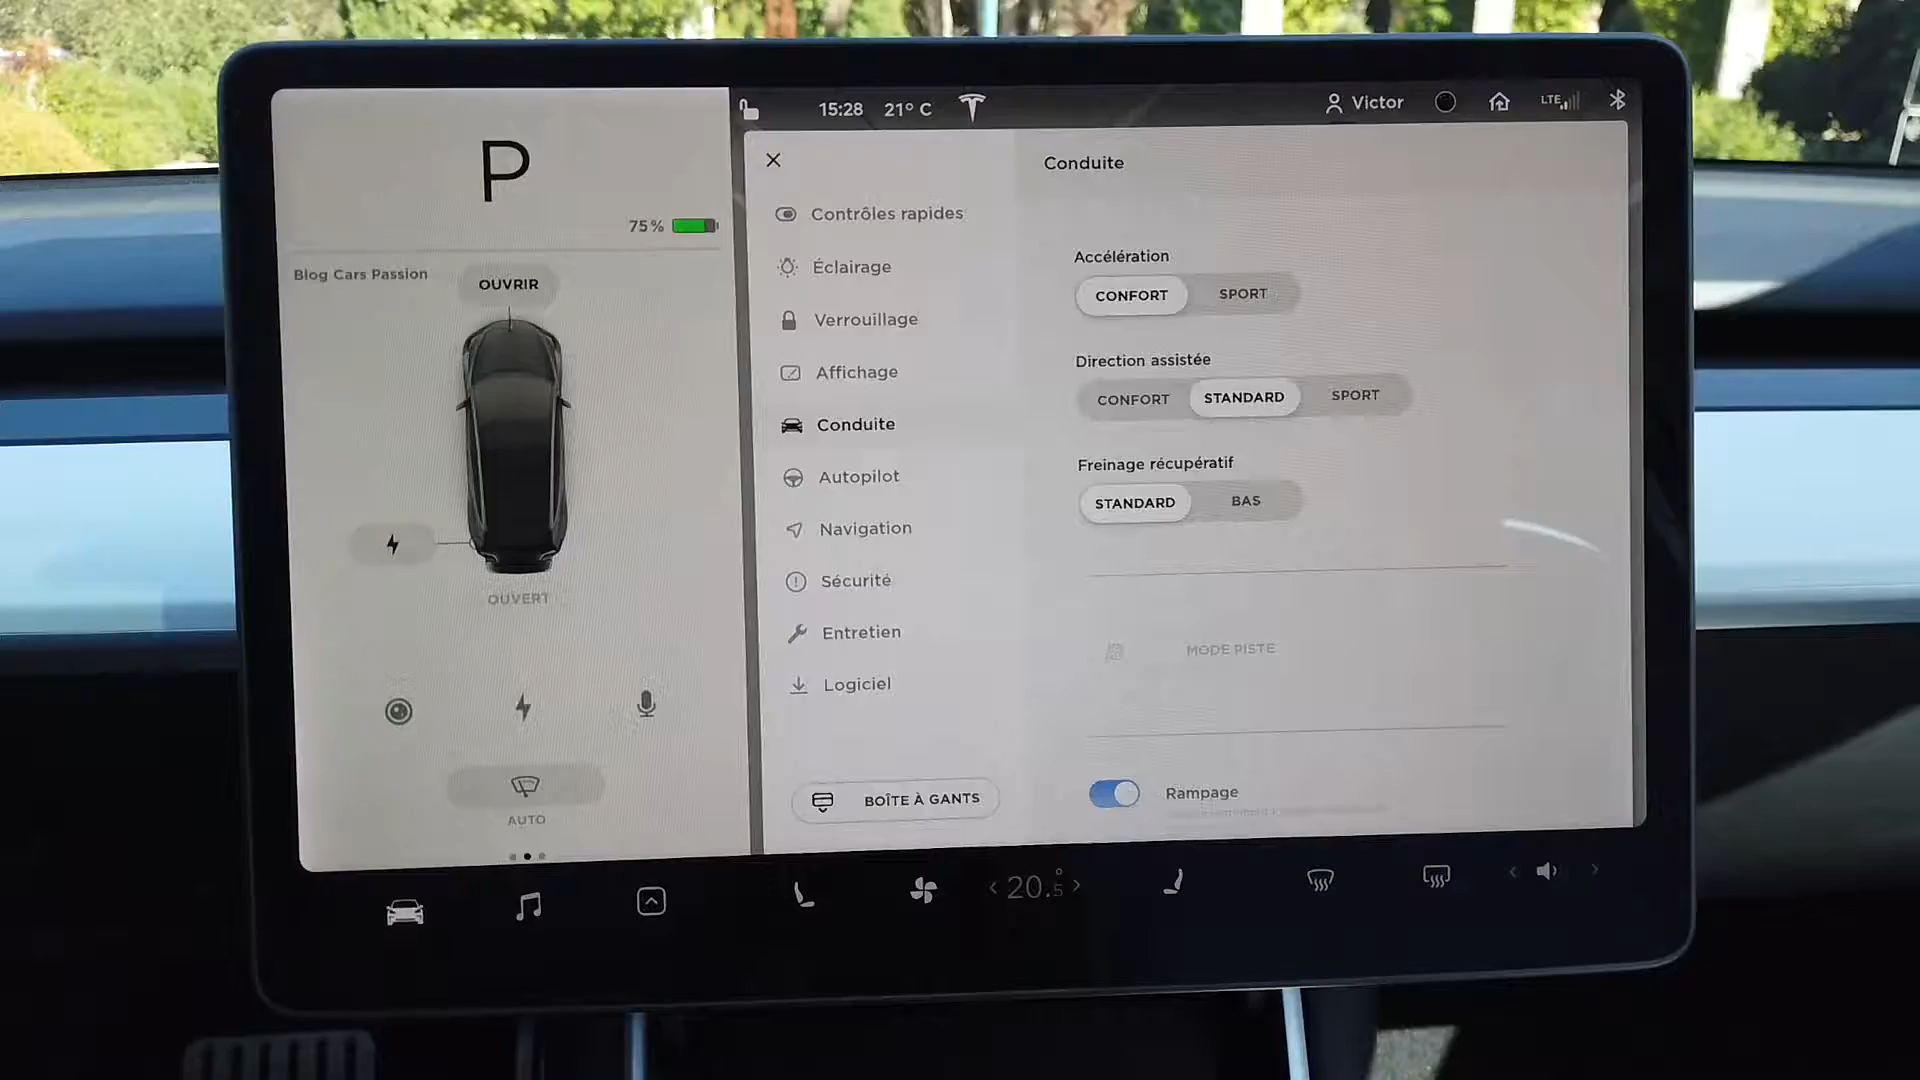 P
75%
Blog Cars Passion
OUVRIR
OUVERT
AUTO
15:28
21° C
Victor
LTE
Contrôles rapides
Éclairage
Verrouillage
Affichage
Conduite
Autopilot
Navigation
Sécurité
Entretien
Logiciel
BOÎTE À GANTS
Conduite
Accélération
CONFORT SPORT
Direction assistée
CONFORT STANDARD SPORT
Freinage récupératif
STANDARD BAS
MODE PISTE
Rampage
20.5°